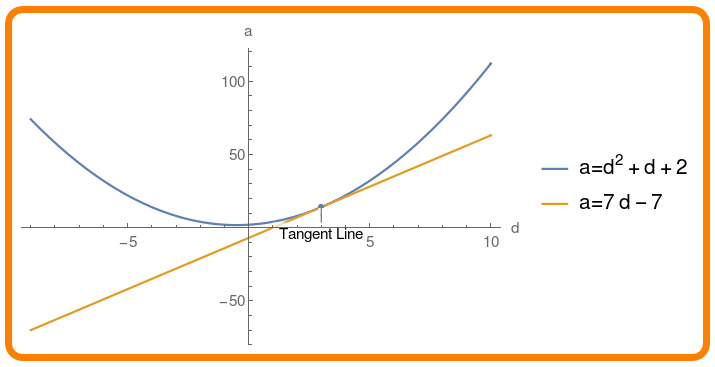 a
100
50
−5
5
10
d
Tangent Line
−50
a=d² + d + 2
a=7 d − 7